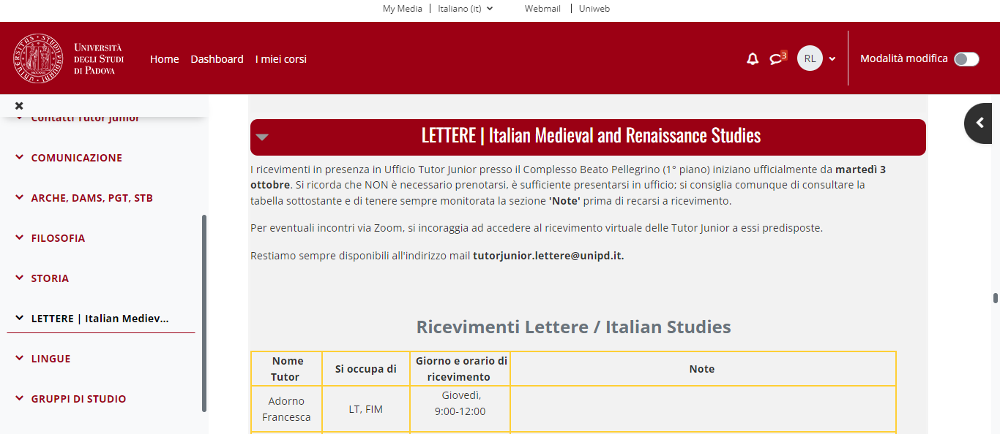 My Media
Italiano (it)
Webmail
Uniweb
UNIVERSITÀ
DEGLI STUDI
DI PADOVA
Home
Dashboard
I miei corsi
3
RL
Modalità modifica
Contatti Tutor Junior
COMUNICAZIONE
ARCHE, DAMS, PGT, STB
FILOSOFIA
STORIA
LETTERE | Italian Mediev...
LINGUE
GRUPPI DI STUDIO
LETTERE | Italian Medieval and Renaissance Studies
I ricevimenti in presenza in Ufficio Tutor Junior presso il Complesso Beato Pellegrino (1° piano) iniziano ufficialmente da martedì 3
ottobre. Si ricorda che NON è necessario prenotarsi, è sufficiente presentarsi in ufficio; si consiglia comunque di consultare la
tabella sottostante e di tenere sempre monitorata la sezione 'Note' prima di recarsi a ricevimento.
Per eventuali incontri via Zoom, si incoraggia ad accedere al ricevimento virtuale delle Tutor Junior a essi predisposte.
Restiamo sempre disponibili all'indirizzo mail tutorjunior.lettere@unipd.it.
Ricevimenti Lettere / Italian Studies
Nome
Tutor
Si occupa di
Giorno e orario di
ricevimento
Note
Adorno
Francesca
LT, FIM
Giovedì,
9:00-12:00